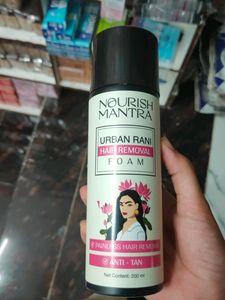 NOURISH
MANTRA
URBAN RANI
HAIR REMOVAL
FOAM
PAINLESS HAIR REMOVAL
ANTI - TAN
Net Content: 200 ml